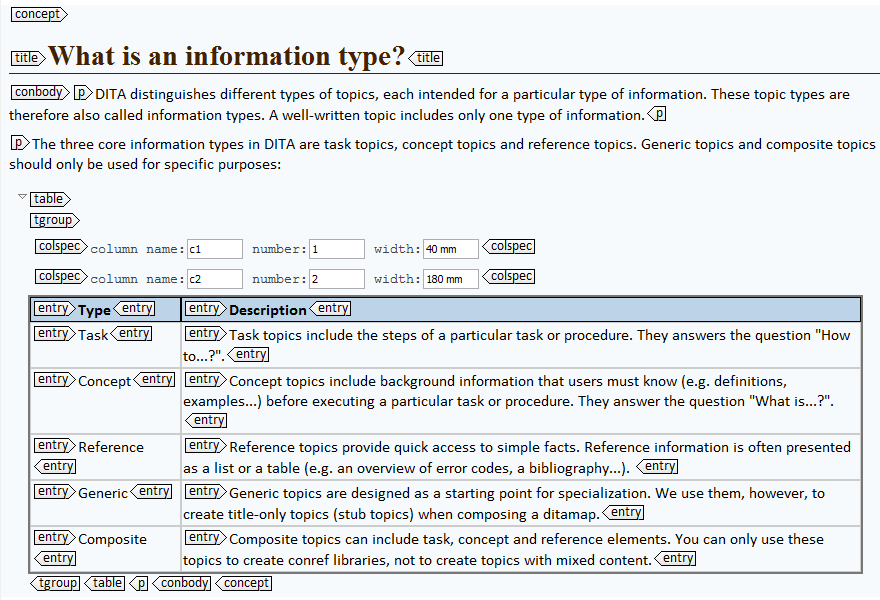 concept
title What is an information type? title
conbody p DITA distinguishes different types of topics, each intended for a particular type of information. These topic types are
therefore also called information types. A well-written topic includes only one type of information. p
p The three core information types in DITA are task topics, concept topics and reference topics. Generic topics and composite topics
should only be used for specific purposes:
table
tgroup
colspec column name: c1 number: 1 width: 40 mm colspec
colspec column name: c2 number: 2 width: 180 mm colspec
entry Type entry entry Description entry
entry Task entry entry Task topics include the steps of a particular task or procedure. They answers the question "How
to...?". entry
entry Concept entry entry Concept topics include background information that users must know (e.g. definitions,
examples...) before executing a particular task or procedure. They answer the question "What is...?".
entry
entry Reference entry Reference topics provide quick access to simple facts. Reference information is often presented
entry as a list or a table (e.g. an overview of error codes, a bibliography...). entry
entry Generic entry entry Generic topics are designed as a starting point for specialization. We use them, however, to
create title-only topics (stub topics) when composing a ditamap. entry
entry Composite entry Composite topics can include task, concept and reference elements. You can only use these
entry topics to create conref libraries, not to create topics with mixed content. entry
tgroup table p conbody concept